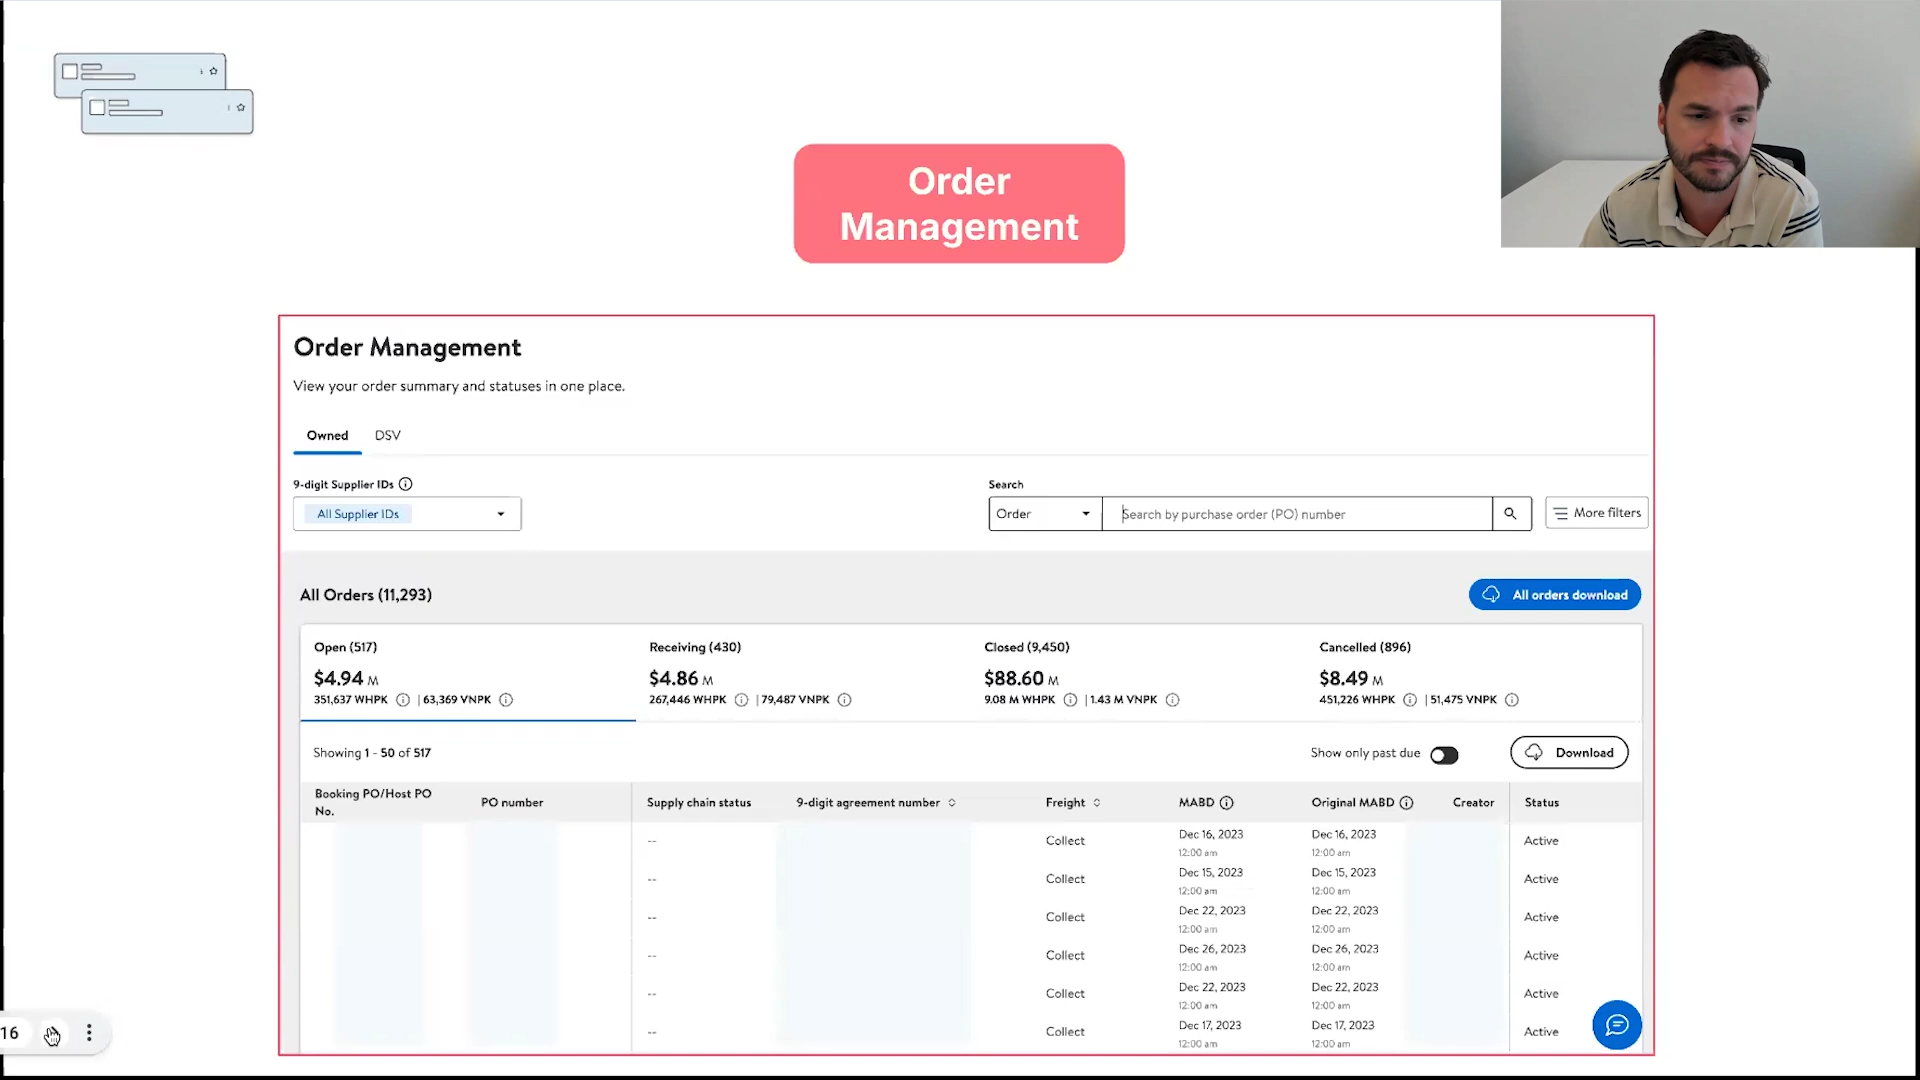 Order
Management
Order Management
View your order summary and statuses in one place.
Owned DSV
9-digit Supplier IDs
All Supplier IDs
Search
Order
Search by purchase order (PO) number
More filters
All Orders (11,293)
All orders download
Open (517) Receiving (430) Closed (9,450) Cancelled (896)
$4.94 M $4.86 M $88.60 M $8.49 M
351,637 WHPK | 63,369 VNPK 267,446 WHPK | 79,487 VNPK 9.08 M WHPK | 1.43 M VNPK 451,226 WHPK | 51,475 VNPK
Showing 1 - 50 of 517
Show only past due
Download
Booking PO/Host PO
No.
PO number Supply chain status 9-digit agreement number Freight MABD Original MABD Creator Status
-- Collect Dec 16, 2023 Dec 16, 2023 Active
12:00 am 12:00 am
-- Collect Dec 15, 2023 Dec 15, 2023 Active
12:00 am 12:00 am
-- Collect Dec 22, 2023 Dec 22, 2023 Active
12:00 am 12:00 am
-- Collect Dec 26, 2023 Dec 26, 2023 Active
12:00 am 12:00 am
-- Collect Dec 22, 2023 Dec 22, 2023 Active
12:00 am 12:00 am
-- Collect Dec 17, 2023 Dec 17, 2023 Active
12:00 am 12:00 am
16